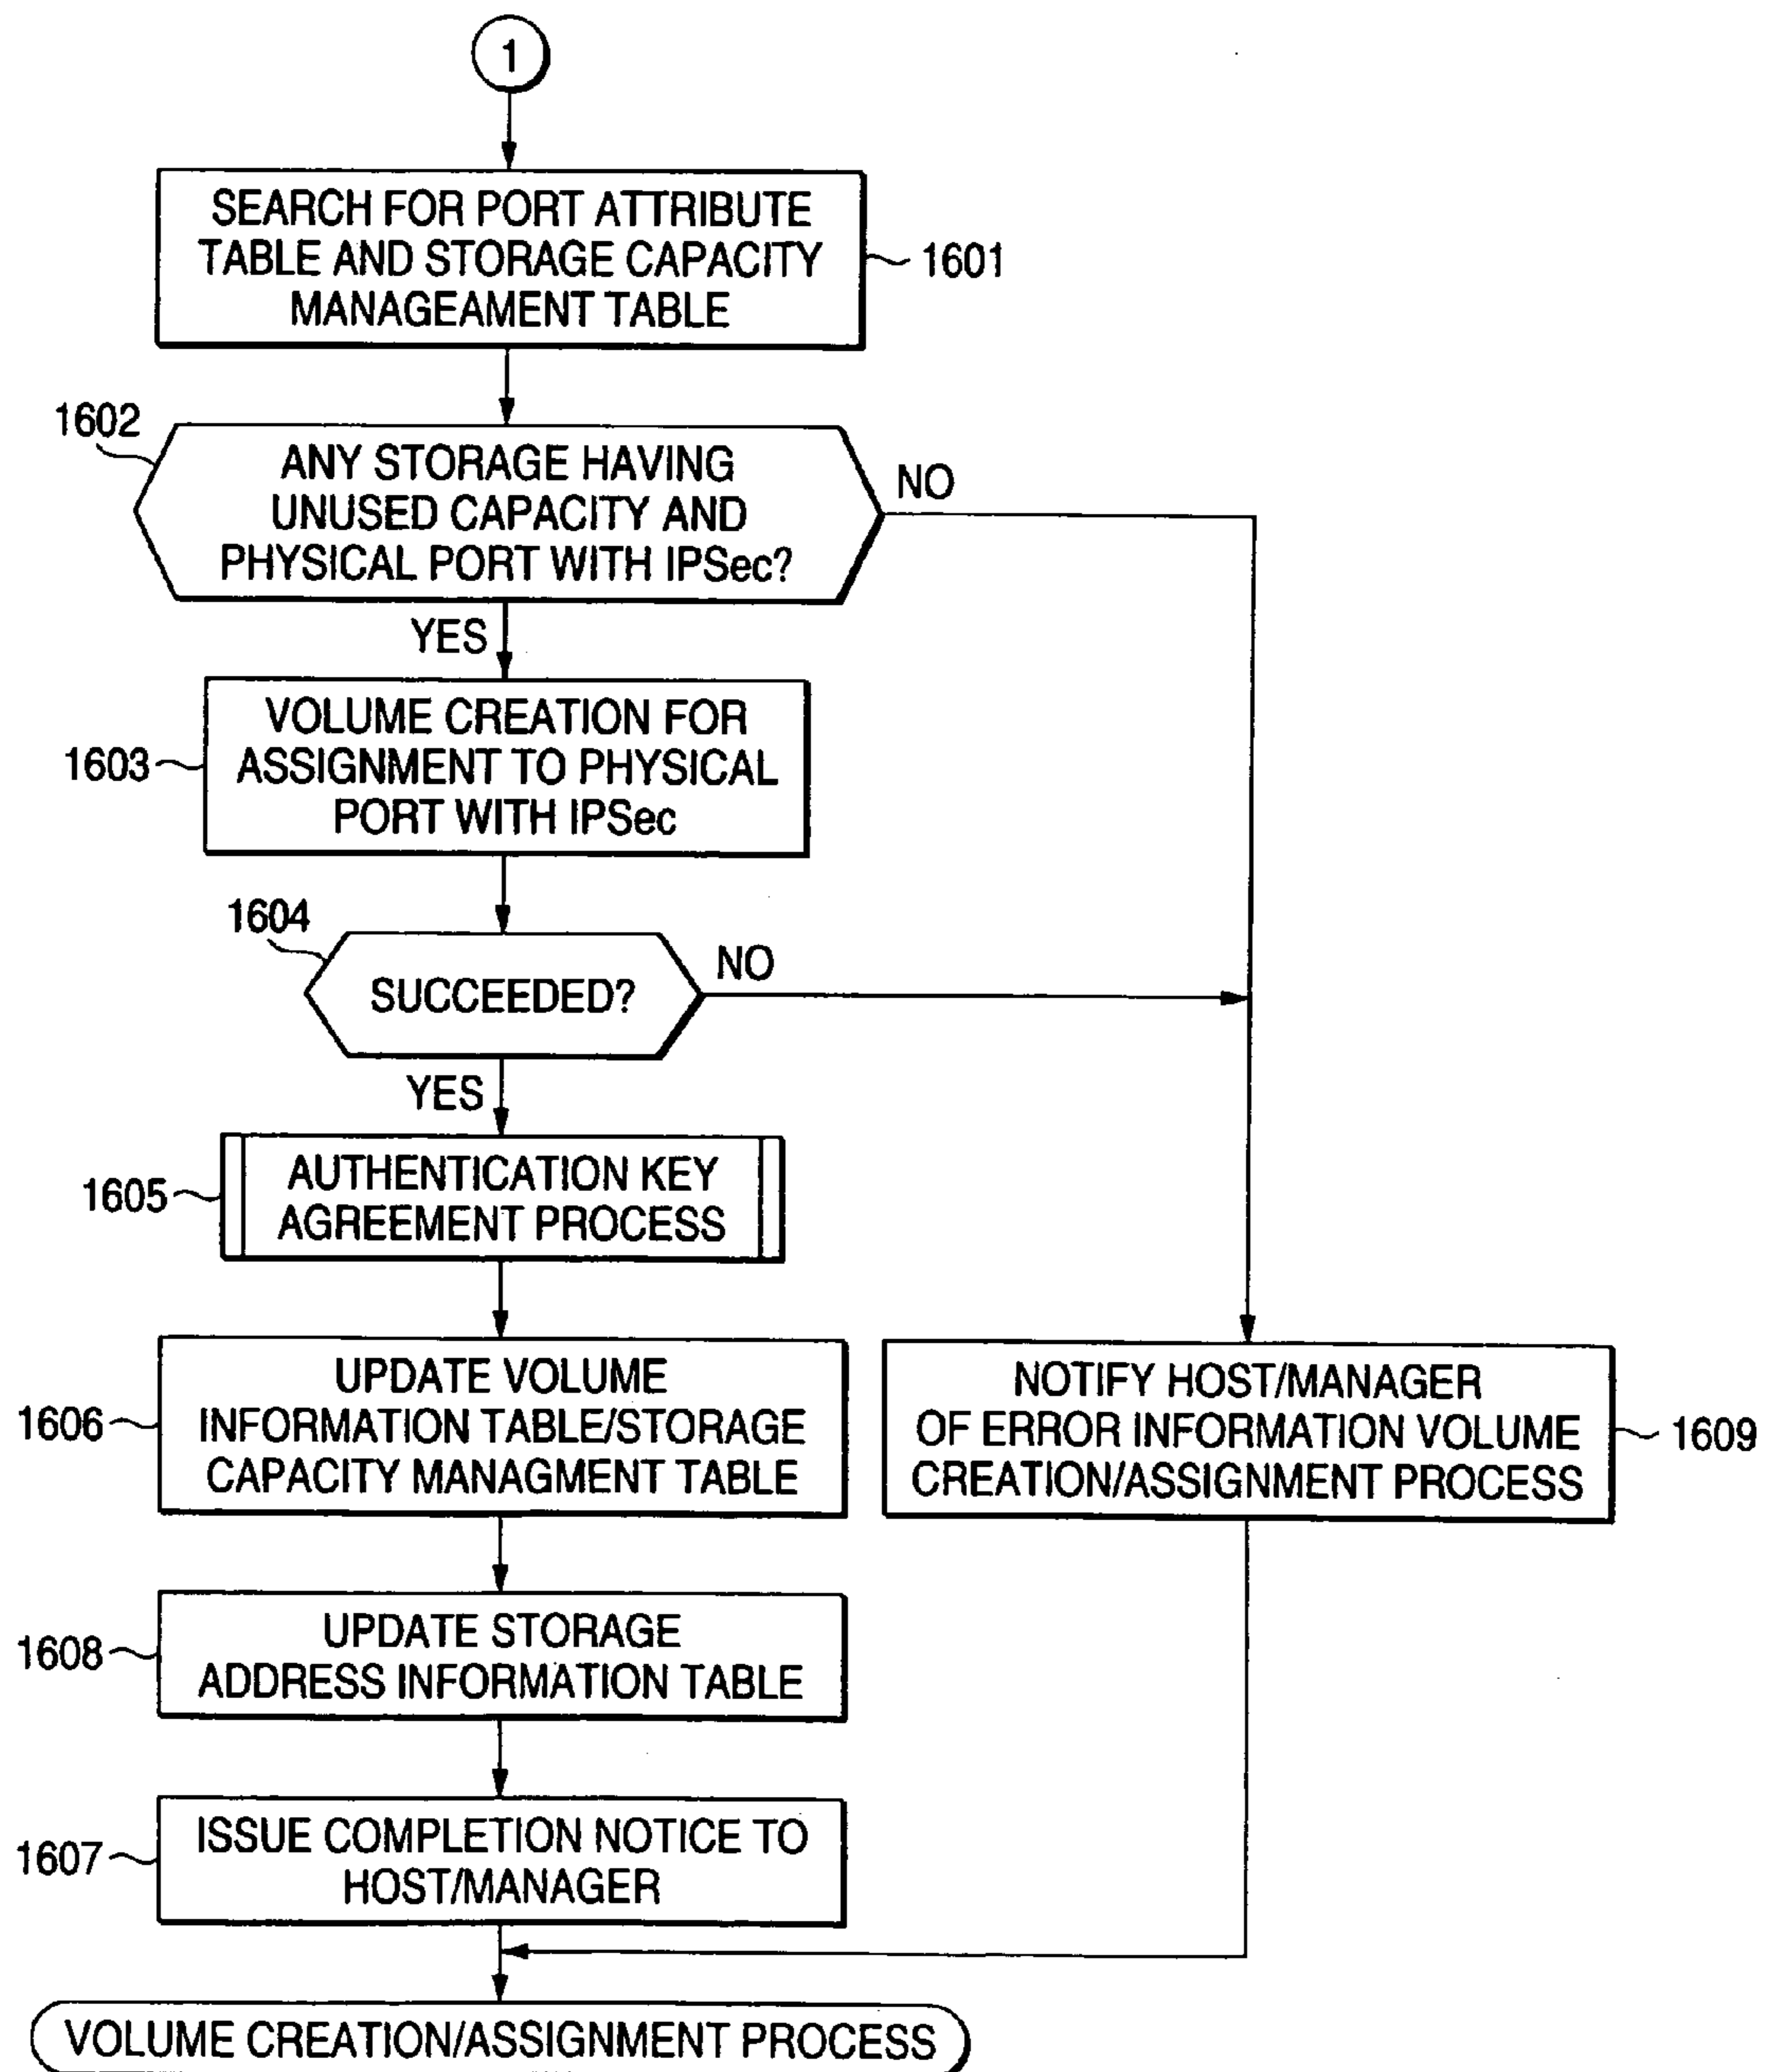 1
SEARCH FOR PORT ATTRIBUTE
TABLE AND STORAGE CAPACITY
MANAGEAMENT TABLE
1601
1602
ANY STORAGE HAVING
UNUSED CAPACITY AND
PHYSICAL PORT WITH IPSec?
NO
YES
VOLUME CREATION FOR
ASSIGNMENT TO PHYSICAL
PORT WITH IPSec
1603
1604
SUCCEEDED?
NO
YES
1605
AUTHENTICATION KEY
AGREEMENT PROCESS
1606
UPDATE VOLUME
INFORMATION TABLE/STORAGE
CAPACITY MANAGMENT TABLE
NOTIFY HOST/MANAGER
OF ERROR INFORMATION VOLUME
CREATION/ASSIGNMENT PROCESS
1609
1608
UPDATE STORAGE
ADDRESS INFORMATION TABLE
1607
ISSUE COMPLETION NOTICE TO
HOST/MANAGER
VOLUME CREATION/ASSIGNMENT PROCESS